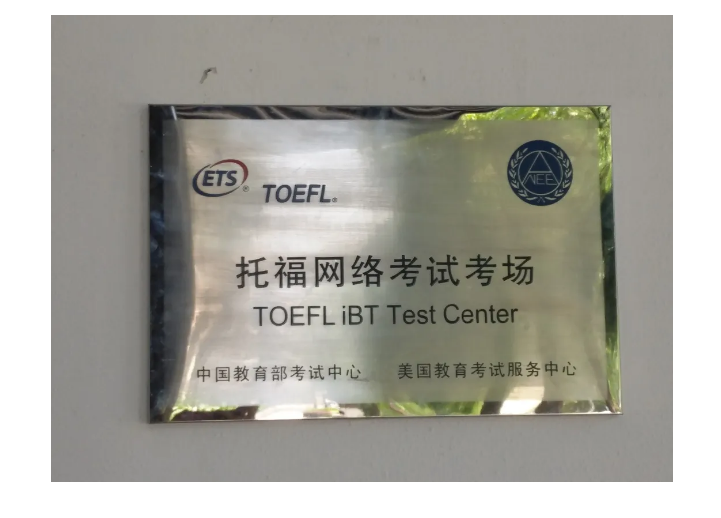 ETS® TOEFL® NEEA
托福网络考试考场
TOEFL iBT Test Center
中国教育部考试中心 美国教育考试服务中心